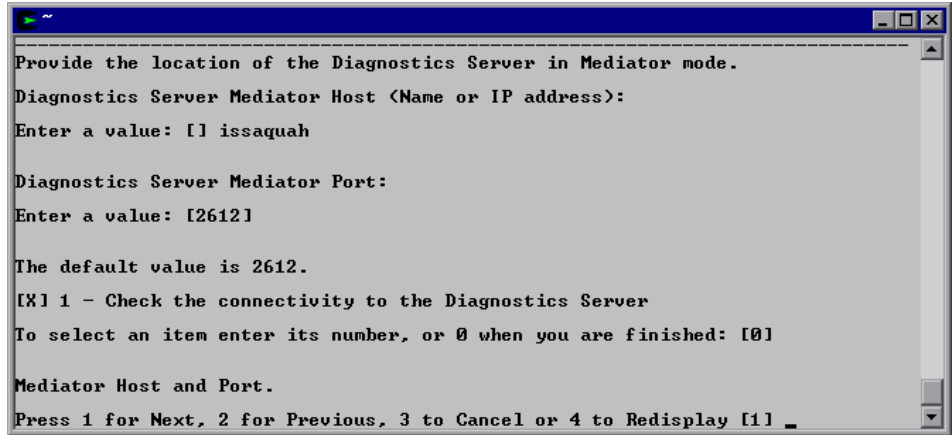 ~
Provide the location of the Diagnostics Server in Mediator mode.
Diagnostics Server Mediator Host (Name or IP address):
Enter a value: [] issaquah
Diagnostics Server Mediator Port:
Enter a value: [2612]
The default value is 2612.
[X] 1 - Check the connectivity to the Diagnostics Server
To select an item enter its number, or 0 when you are finished: [0]
Mediator Host and Port.
Press 1 for Next, 2 for Previous, 3 to Cancel or 4 to Redisplay [1]